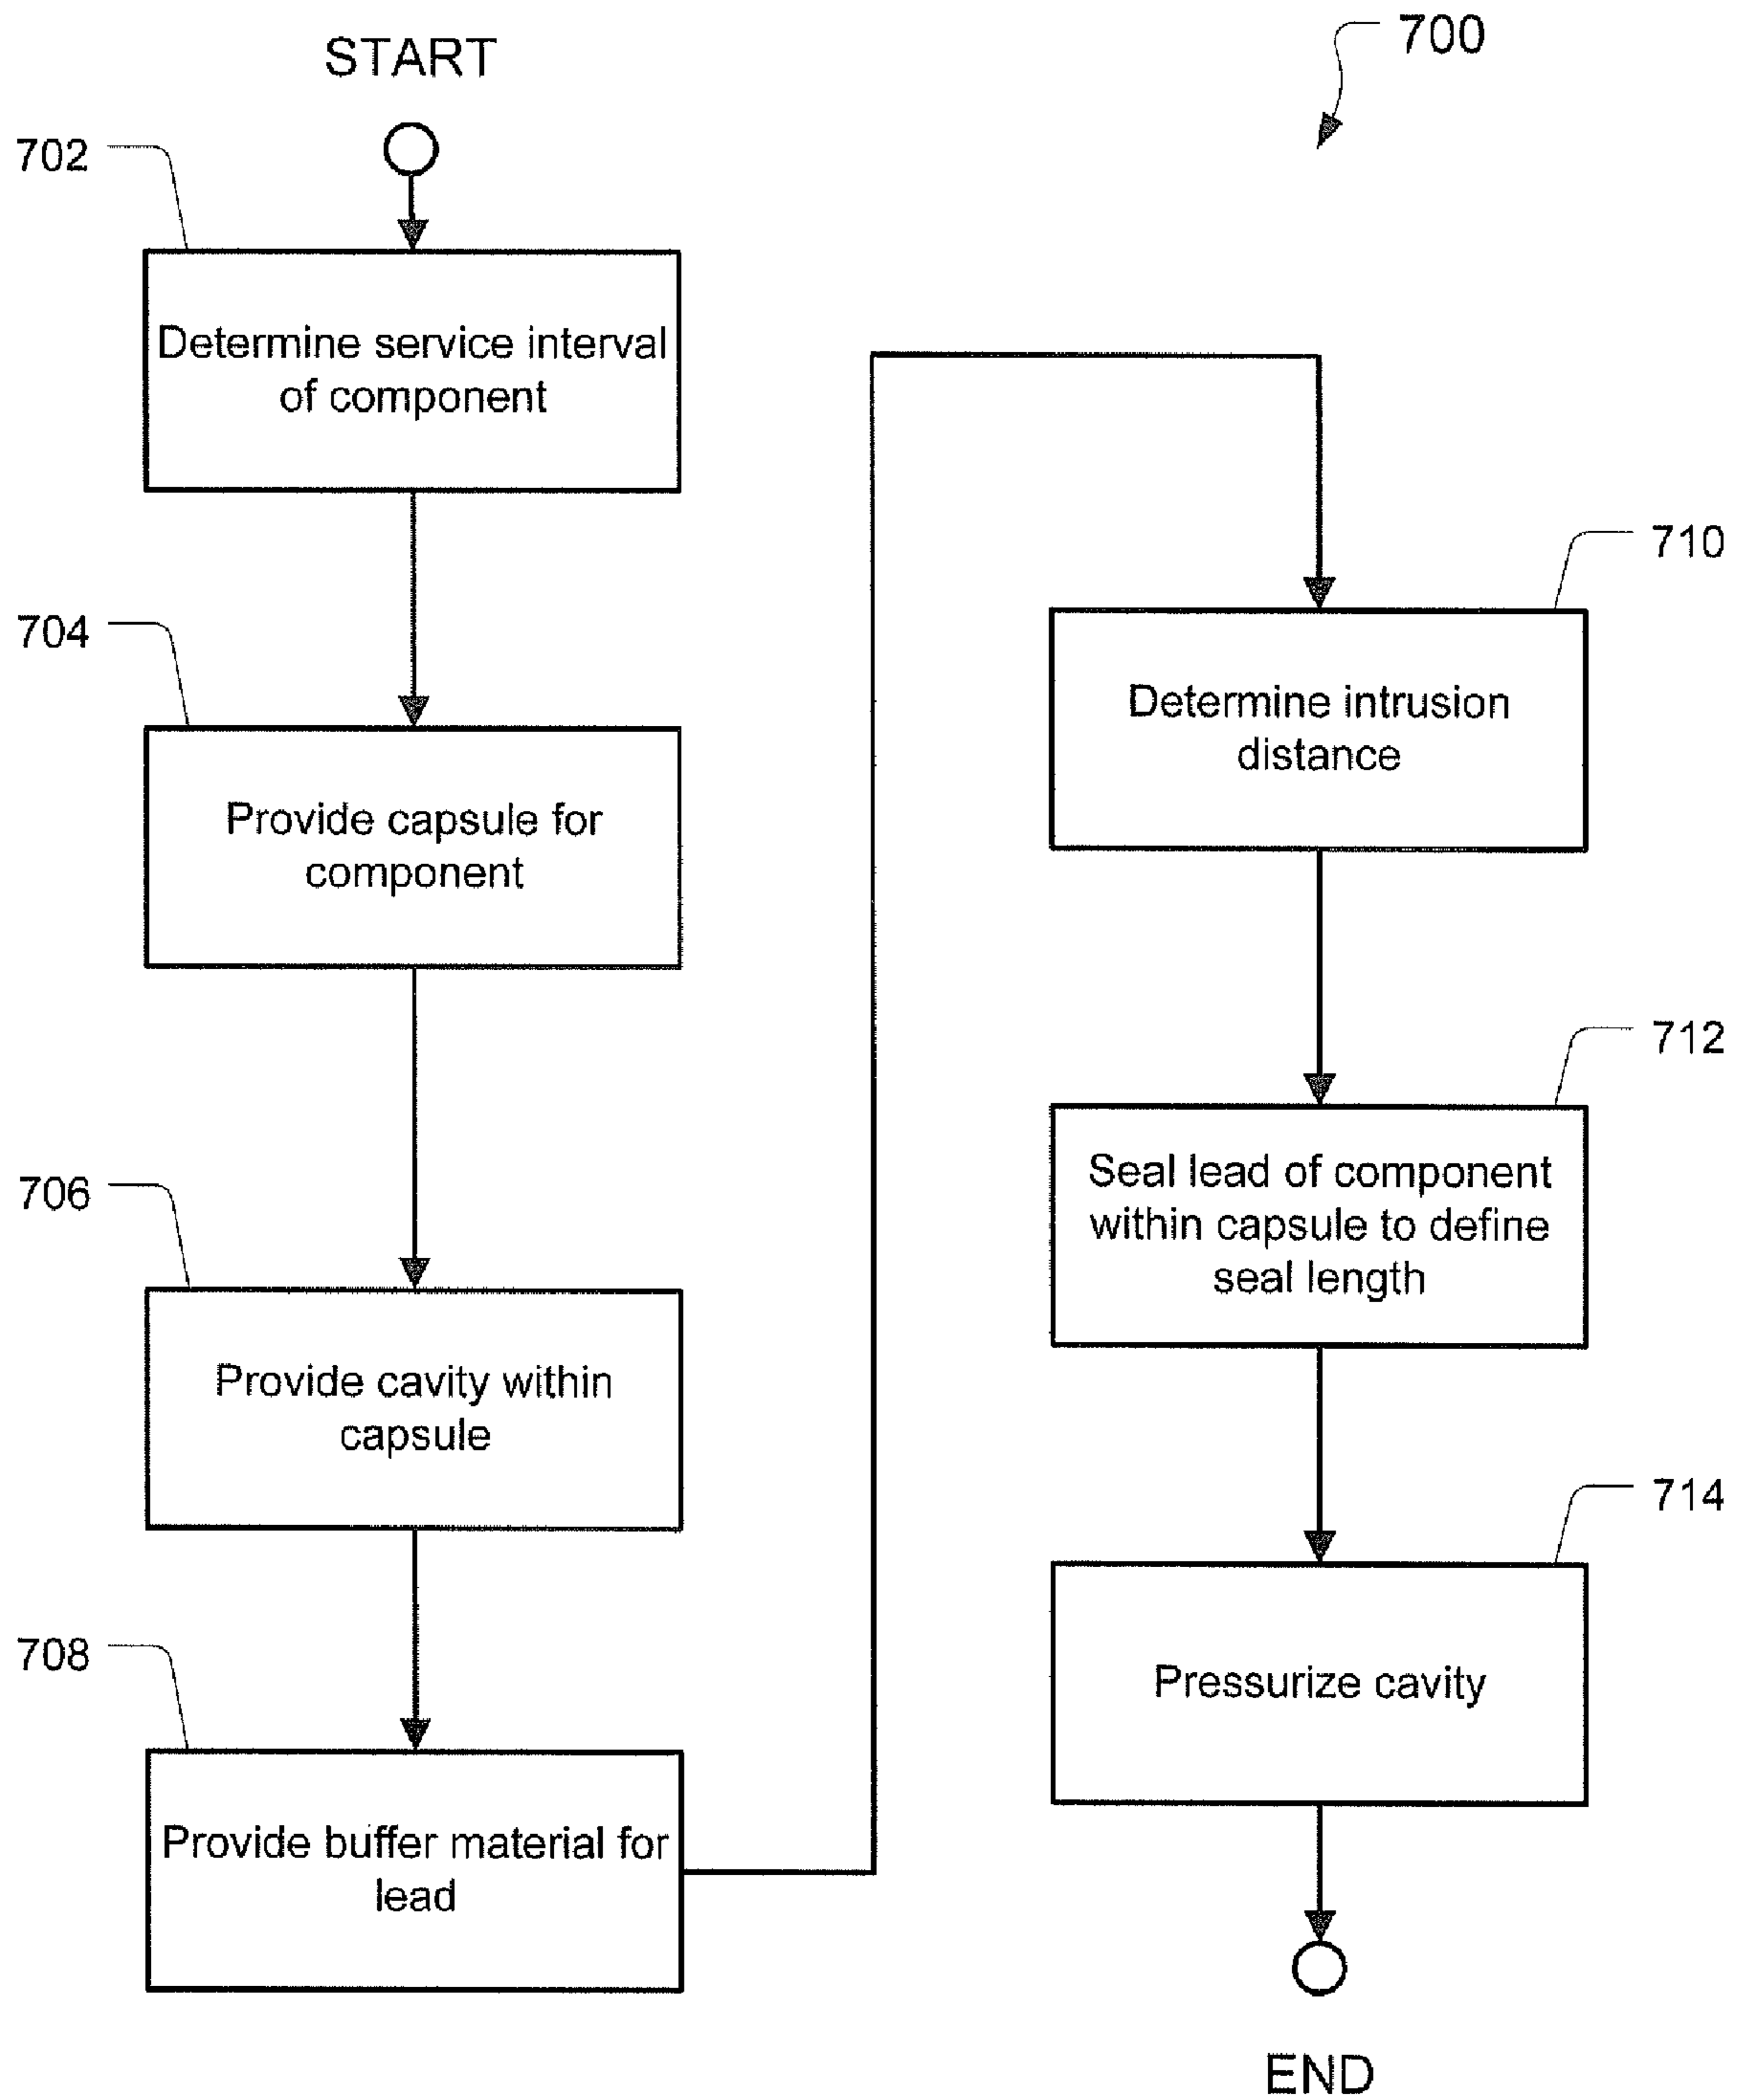 START
700
702
Determine service interval
of component
704
Provide capsule for
component
706
Provide cavity within
capsule
708
Provide buffer material for
lead
710
Determine intrusion
distance
712
Seal lead of component
within capsule to define
seal length
714
Pressurize cavity
END